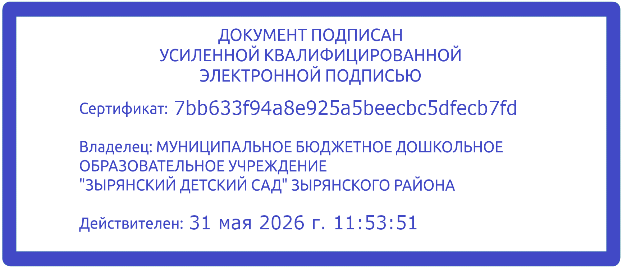 ДОКУМЕНТ ПОДПИСАН
УСИЛЕННОЙ КВАЛИФИЦИРОВАННОЙ
ЭЛЕКТРОННОЙ ПОДПИСЬЮ
Сертификат: 7bb633f94a8e925a5beecbc5dfecb7fd
Владелец: МУНИЦИПАЛЬНОЕ БЮДЖЕТНОЕ ДОШКОЛЬНОЕ
ОБРАЗОВАТЕЛЬНОЕ УЧРЕЖДЕНИЕ
"ЗЫРЯНСКИЙ ДЕТСКИЙ САД" ЗЫРЯНСКОГО РАЙОНА
Действителен: 31 мая 2026 г. 11:53:51